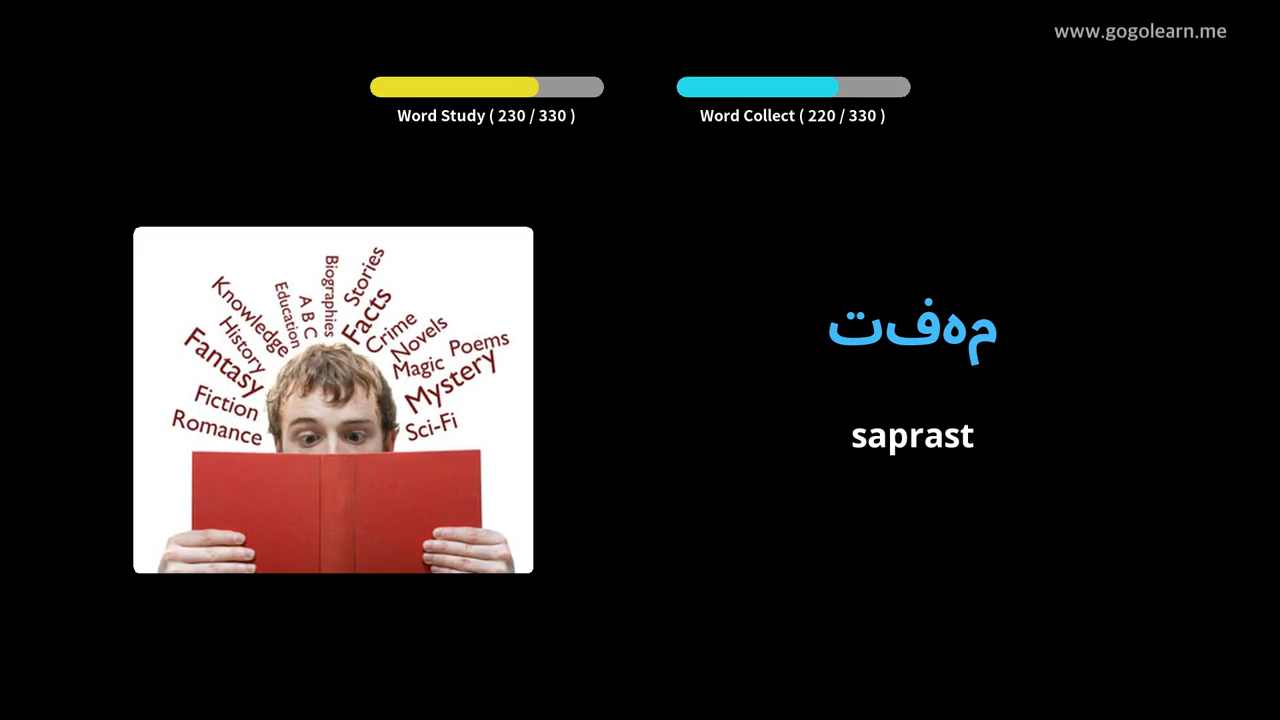 www.gogolearn.me
Word Study ( 230 / 330 )
Word Collect ( 220 / 330 )
Biographies
Stories
Education
A B C
Facts
Knowledge
Crime
History
Novels
Fantasy
Magic
Poems
Mystery
Fiction
Romance
Sci-Fi
مهفت
saprast